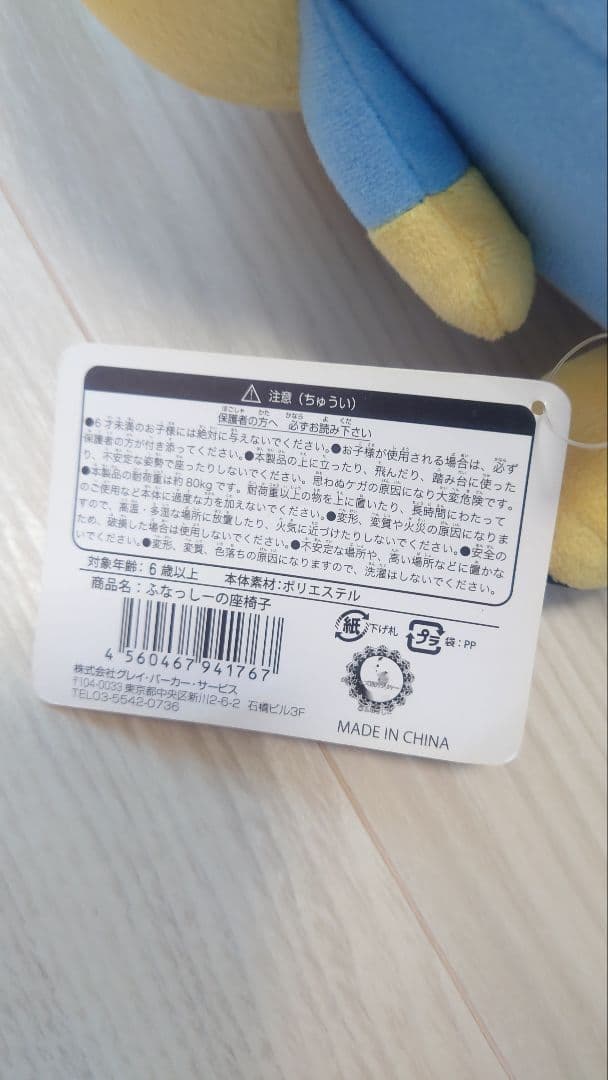 ⚠ 注意（ちゅうい）
保護者の方へ 必ずお読み下さい
●6才未満のお子様には絶対に与えないでください。●お子様が使用される場合は、必ず
保護者の方が付き添ってください。●本製品の上に立ったり、飛んだり、踏み台に使った
り、不安定な姿勢で座ったりしないでください。思わぬケガの原因になり大変危険です。
●本製品の耐荷重は約80kgです。耐荷重以上の物を上に置いたり、長時間にわたって
のご使用など本体に過度な力を加えないでください。●変形、変質や火災の原因になりま
すので、高温・多湿な場所に放置したり、火気に近づけたりしないでください。●安全の
ため、破損した場合は使用しないでください。●不安定な場所や、高い場所などに置かな
いでください。●変形、変質、色落ちの原因になりますので、洗濯はしないでください。
対象年齢：6歳以上 本体素材：ポリエステル
商品名：ふなっしーの座椅子
4 560467 941767
紙 下げ札 プラ 袋：PP
株式会社グレイ・パーカー・サービス
〒104-0033 東京都中央区新川2-6-2 石橋ビル3F
TEL03-5542-0736
MADE IN CHINA